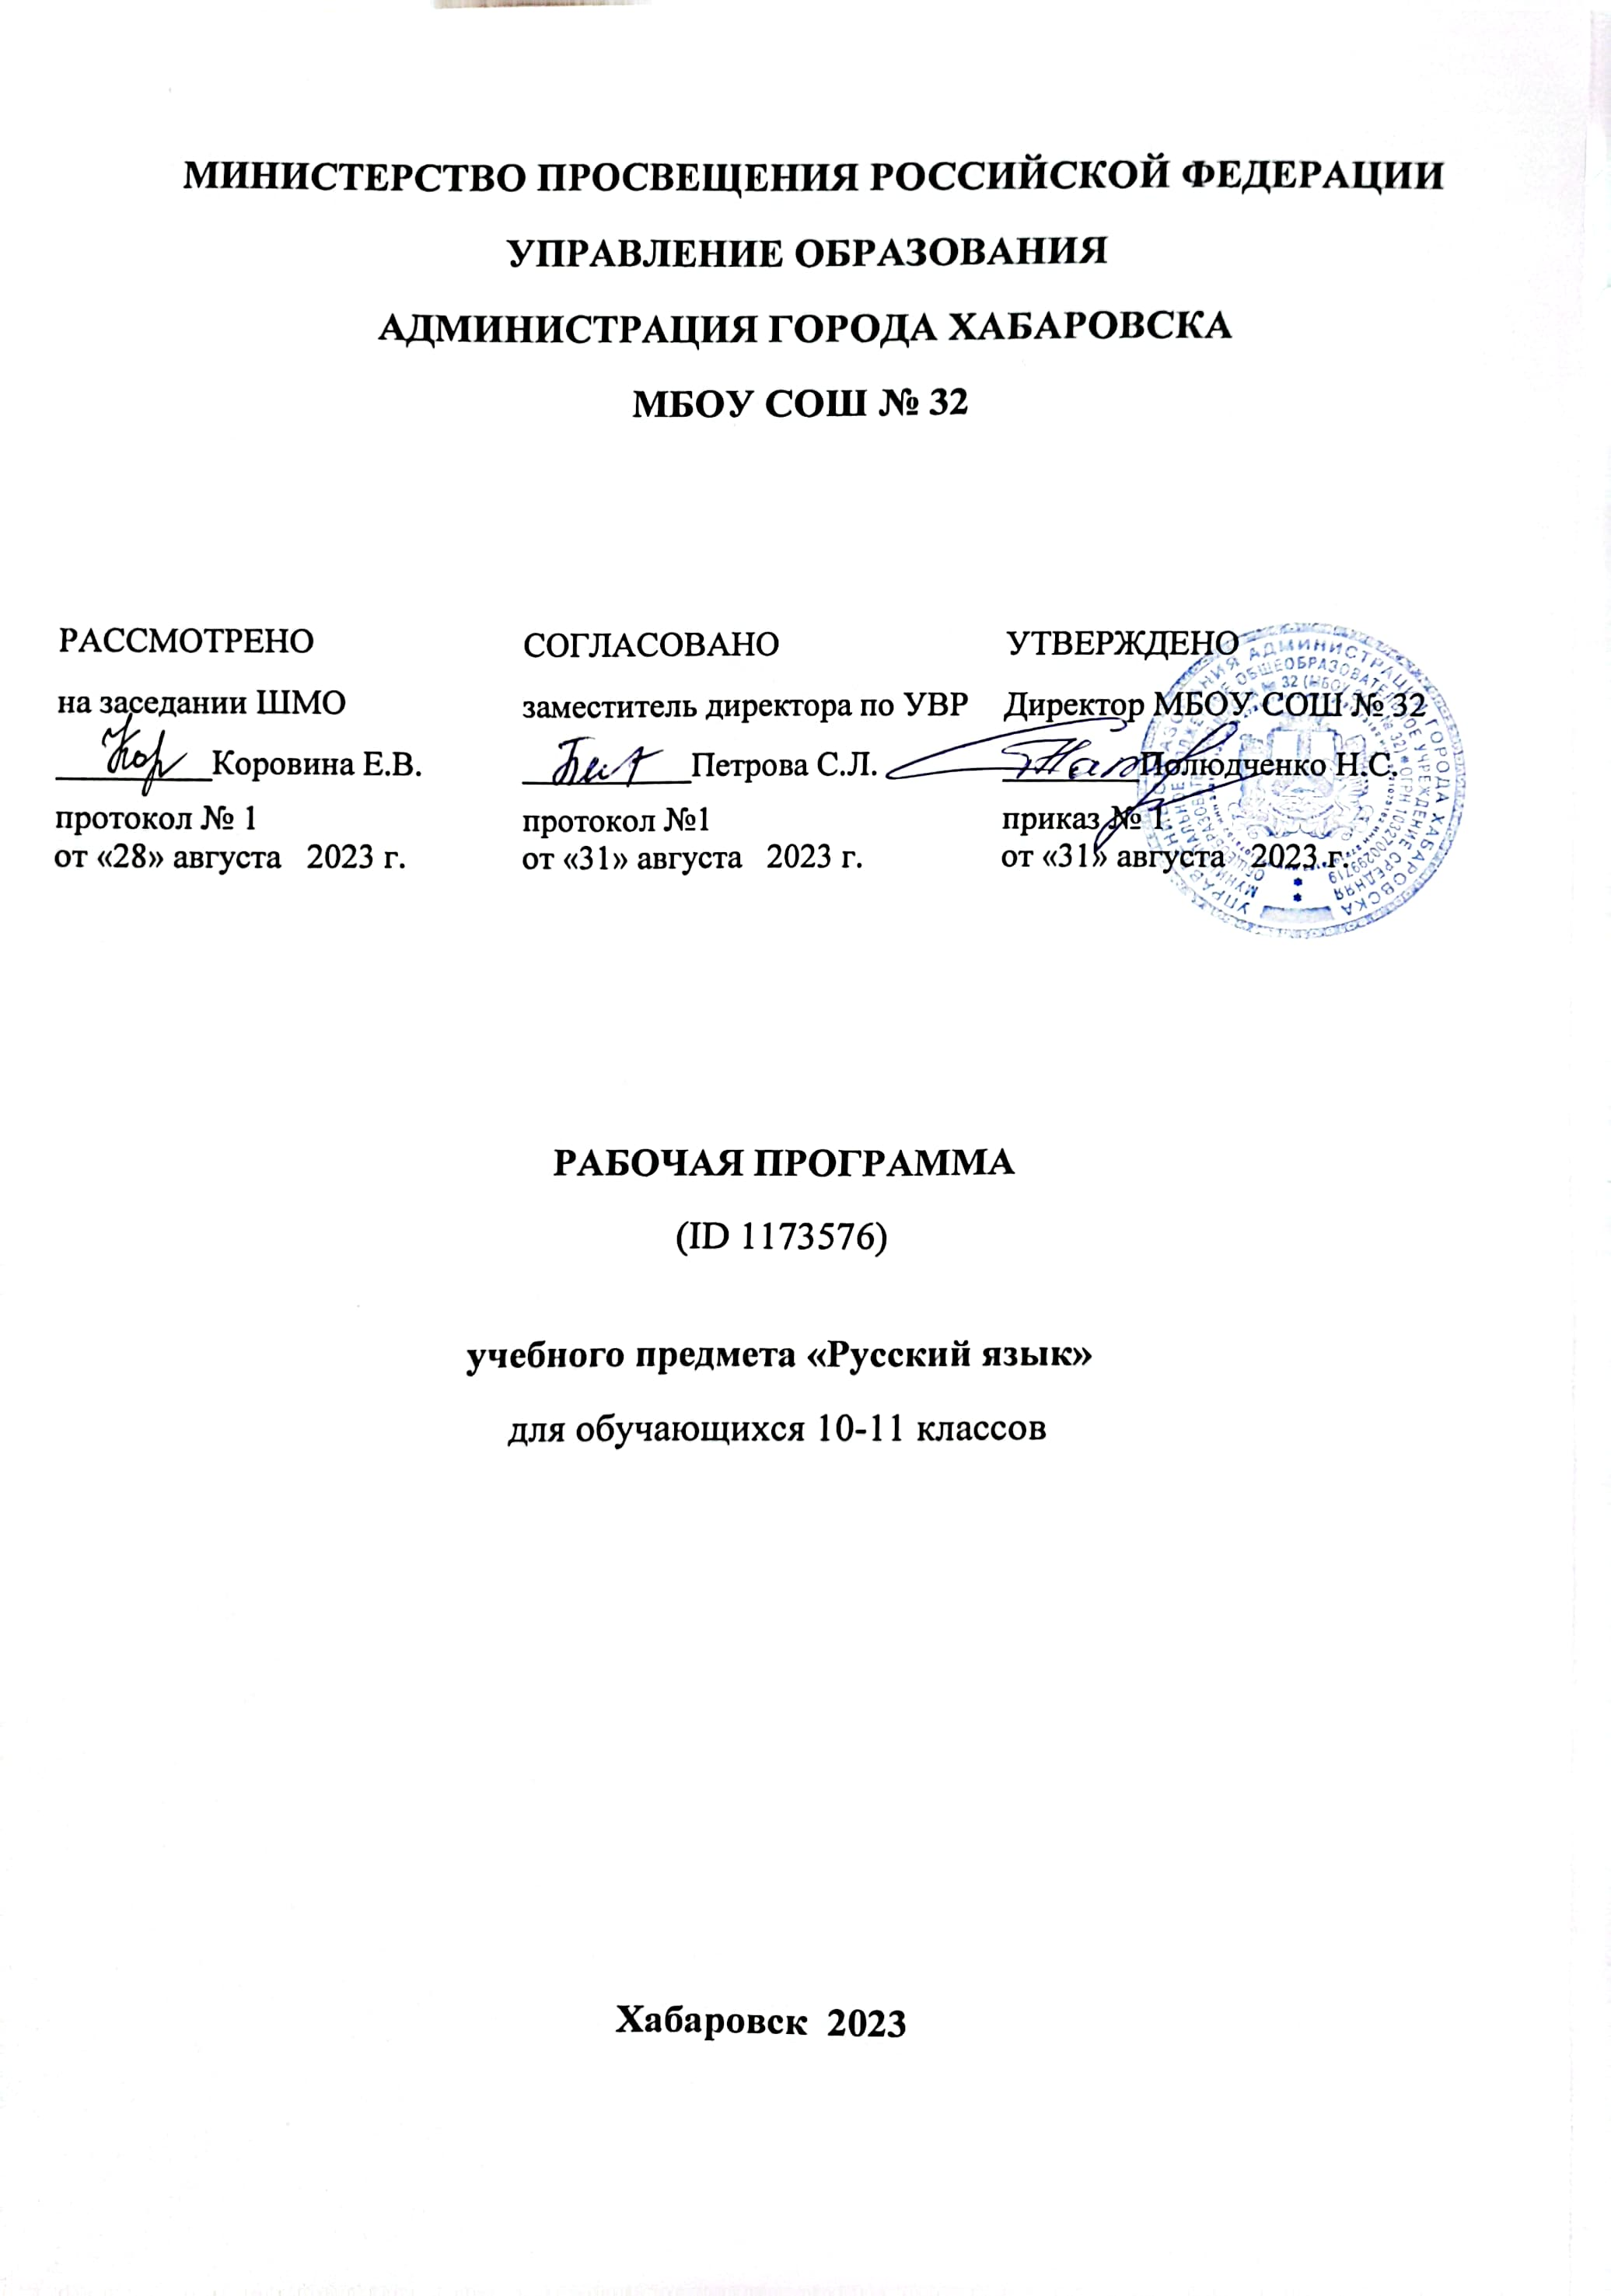 МИНИСТЕРСТВО ПРОСВЕЩЕНИЯ РОССИЙСКОЙ ФЕДЕРАЦИИ
УПРАВЛЕНИЕ ОБРАЗОВАНИЯ
АДМИНИСТРАЦИЯ ГОРОДА ХАБАРОВСКА
МБОУ СОШ № 32
РАССМОТРЕНО
на заседании ШМО
Коровина Е.В.
протокол № 1
от «28» августа 2023 г.
СОГЛАСОВАНО
заместитель директора по УВР
Петрова С.Л.
протокол №1
от «31» августа 2023 г.
УТВЕРЖДЕНО
Директор МБОУ СОШ № 32
Полюдченко Н.С.
приказ № 1
от «31» августа 2023 г.
РАБОЧАЯ ПРОГРАММА
(ID 1173576)
учебного предмета «Русский язык»
для обучающихся 10-11 классов
Хабаровск 2023